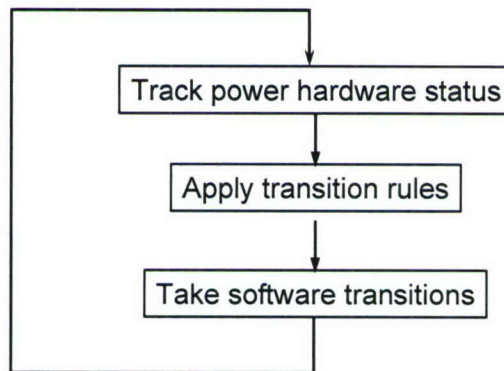 Track power hardware status
Apply transition rules
Take software transitions